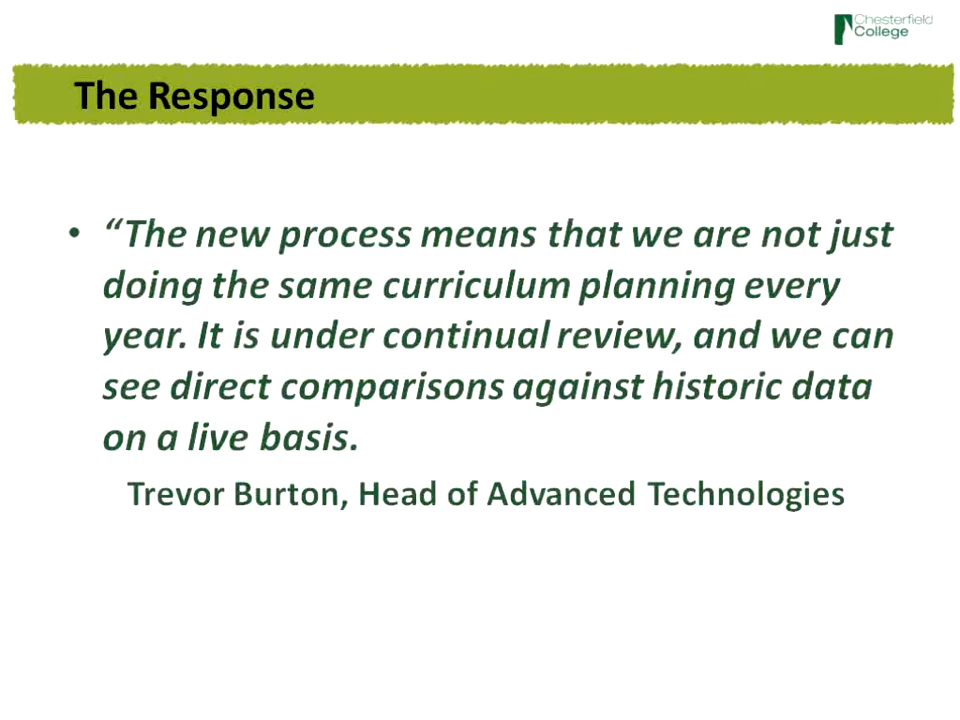 Chesterfield
College
The Response
• “The new process means that we are not just
doing the same curriculum planning every
year. It is under continual review, and we can
see direct comparisons against historic data
on a live basis.
Trevor Burton, Head of Advanced Technologies